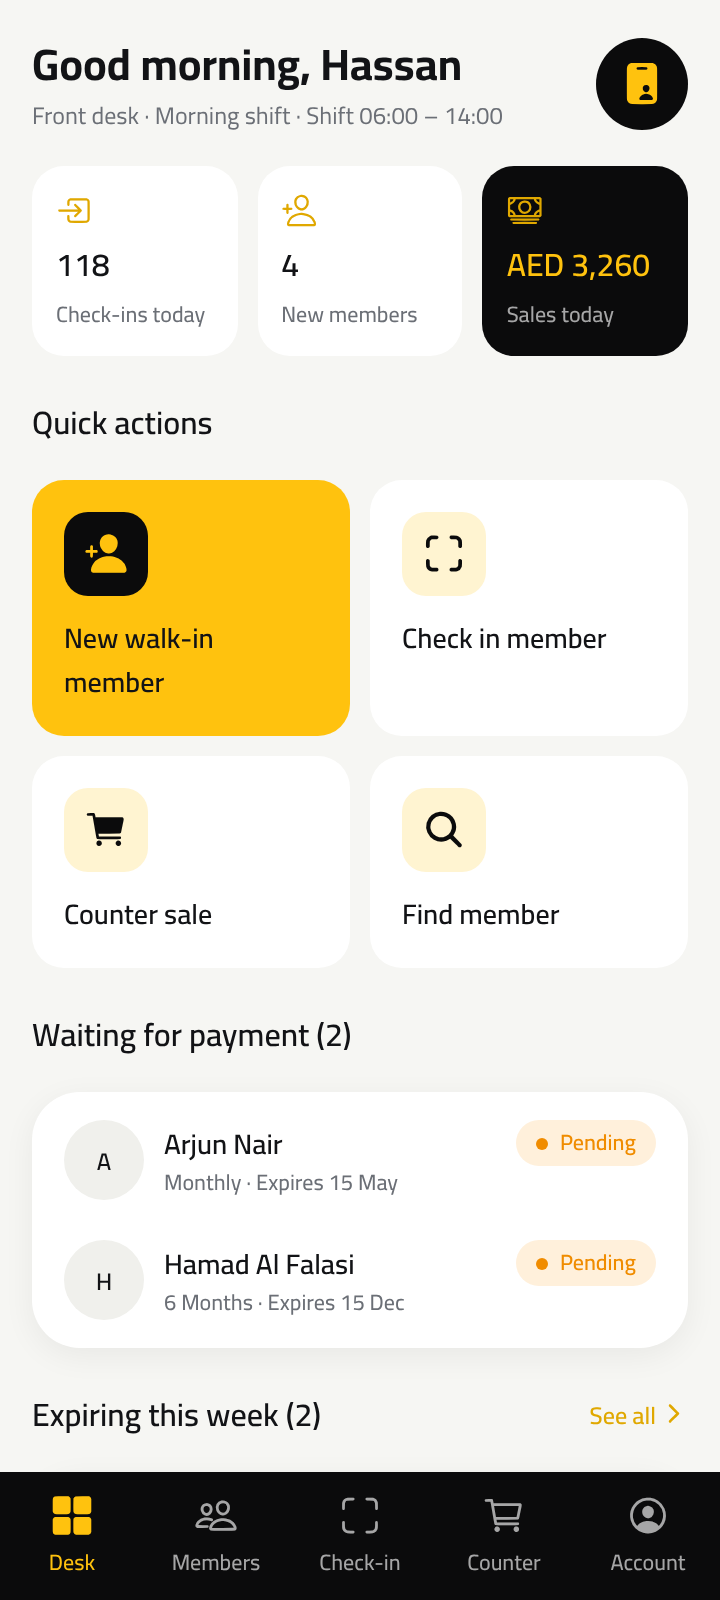 Good morning, Hassan
Front desk · Morning shift · Shift 06:00 – 14:00
118
Check-ins today
4
New members
AED 3,260
Sales today
Quick actions
New walk-in
member
Check in member
Counter sale
Find member
Waiting for payment (2)
A
Arjun Nair
Monthly · Expires 15 May
Pending
H
Hamad Al Falasi
6 Months · Expires 15 Dec
Pending
Expiring this week (2)
See all
Desk
Members
Check-in
Counter
Account